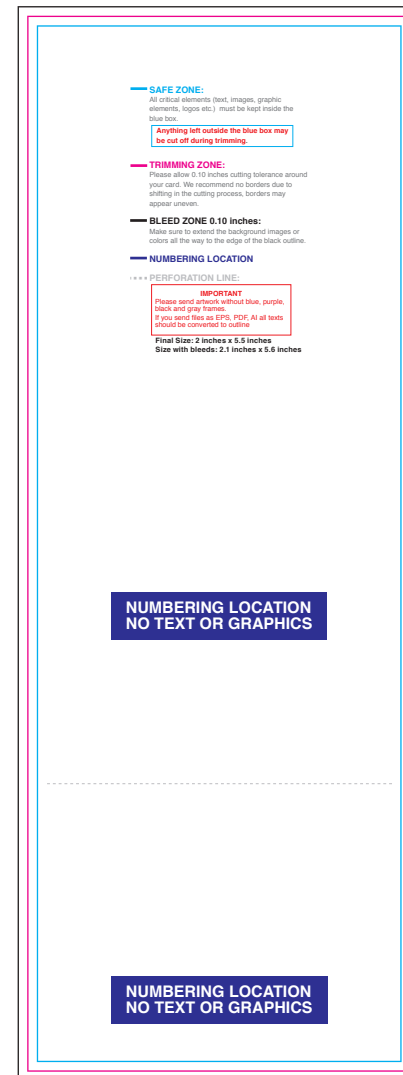 SAFE ZONE:
All critical elements (text, images, graphic
elements, logos etc.) must be kept inside the
blue box.
Anything left outside the blue box may
be cut off during trimming.
TRIMMING ZONE:
Please allow 0.10 inches cutting tolerance around
your card. We recommend no borders due to
shifting in the cutting process, borders may
appear uneven.
BLEED ZONE 0.10 inches:
Make sure to extend the background images or
colors all the way to the edge of the black outline.
NUMBERING LOCATION
PERFORATION LINE:
IMPORTANT
Please send artwork without blue, purple,
black and gray frames.
If you send files as EPS, PDF, AI all texts
should be converted to outline
Final Size: 2 inches x 5.5 inches
Size with bleeds: 2.1 inches x 5.6 inches
NUMBERING LOCATION
NO TEXT OR GRAPHICS
NUMBERING LOCATION
NO TEXT OR GRAPHICS